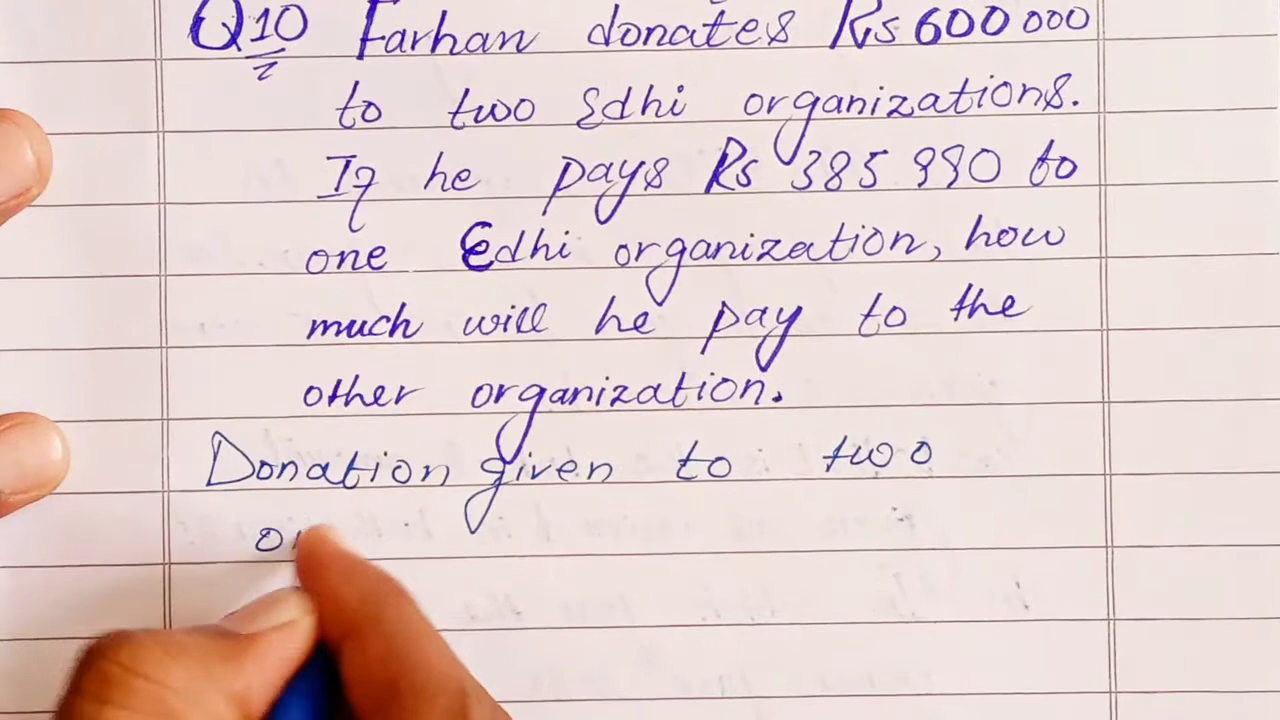 Q10 Farhan donates Rs 600 000
to two Edhi organizations.
If he pays Rs 385 990 to
one Edhi organization, how
much will he pay to the
other organization.
Donation given to two